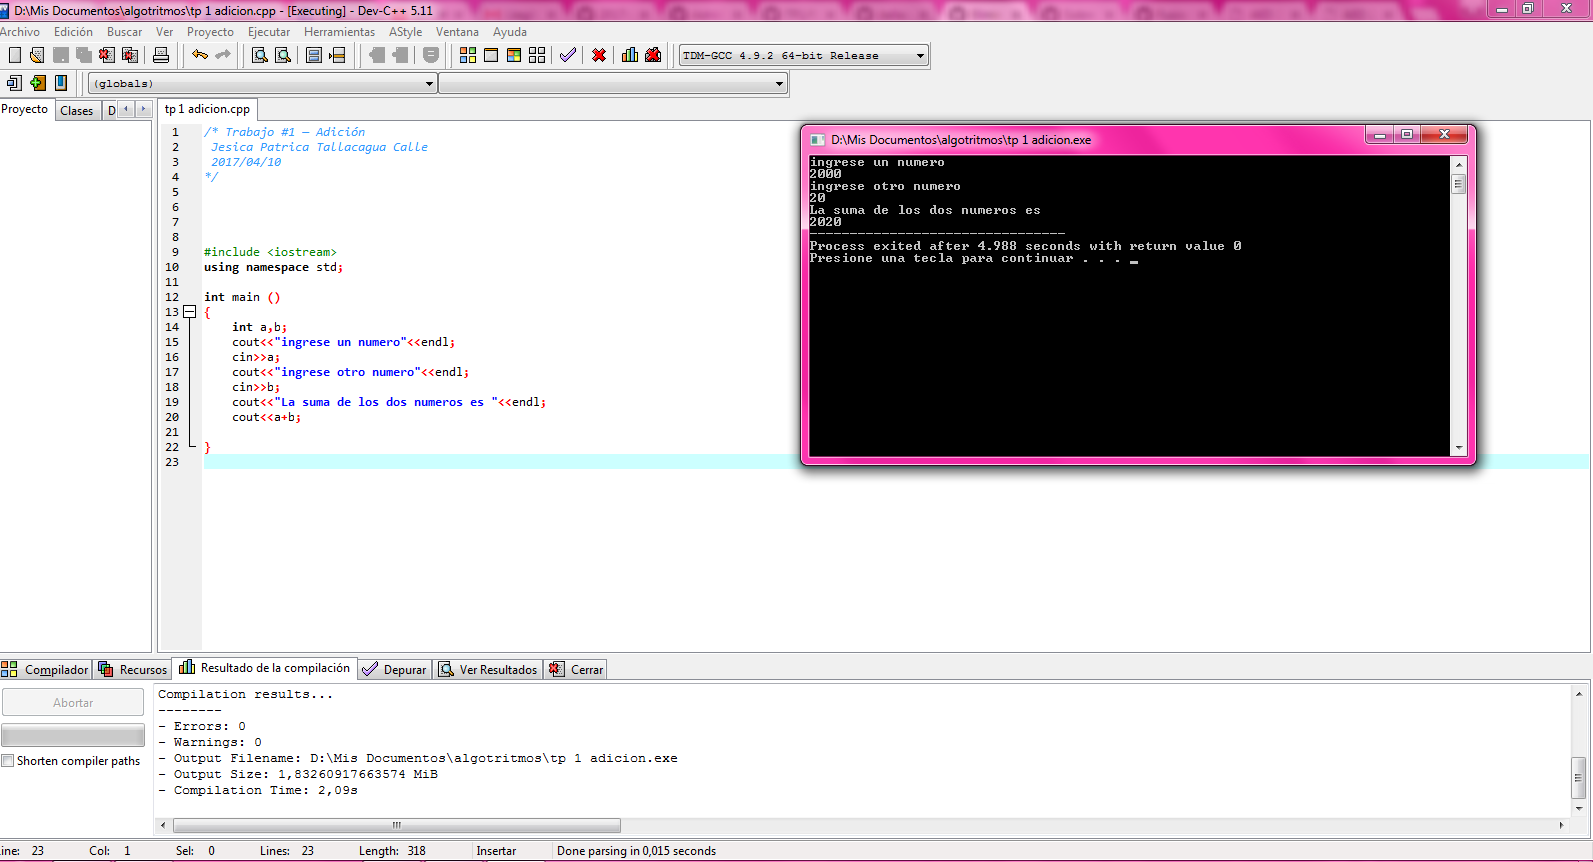 D:\Mis Documentos\algotritmos\tp 1 adicion.cpp - [Executing] - Dev-C++ 5.11
Archivo Edición Buscar Ver Proyecto Ejecutar Herramientas AStyle Ventana Ayuda
TDM-GCC 4.9.2 64-bit Release
(globals)
Proyecto Clases D
tp 1 adicion.cpp
1 /* Trabajo #1 – Adición
2 Jesica Patrica Tallacagua Calle
3 2017/04/10
4 */
5
6
7
8
9 #include <iostream>
10 using namespace std;
11
12 int main ()
13 {
14 int a,b;
15 cout<<"ingrese un numero"<<endl;
16 cin>>a;
17 cout<<"ingrese otro numero"<<endl;
18 cin>>b;
19 cout<<"La suma de los dos numeros es "<<endl;
20 cout<<a+b;
21
22 }
23
D:\Mis Documentos\algotritmos\tp 1 adicion.exe
ingrese un numero
2000
ingrese otro numero
20
La suma de los dos numeros es
2020
--------------------------------
Process exited after 4.988 seconds with return value 0
Presione una tecla para continuar . . . _
Compilador Recursos Resultado de la compilación Depurar Ver Resultados Cerrar
Abortar
Shorten compiler paths
Compilation results...
--------
- Errors: 0
- Warnings: 0
- Output Filename: D:\Mis Documentos\algotritmos\tp 1 adicion.exe
- Output Size: 1,83260917663574 MiB
- Compilation Time: 2,09s
ine: 23 Col: 1 Sel: 0 Lines: 23 Length: 318 Insertar Done parsing in 0,015 seconds